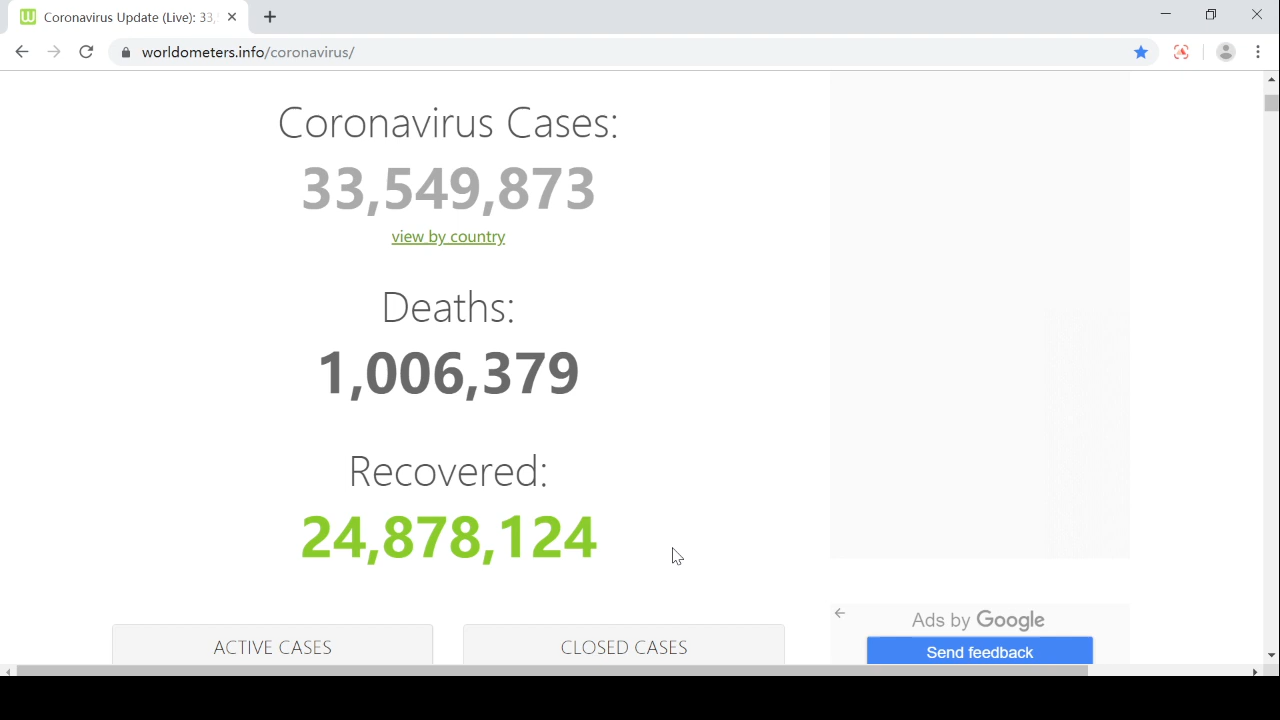 Coronavirus Update (Live): 33,
worldometers.info/coronavirus/
Coronavirus Cases:
33,549,873
view by country
Deaths:
1,006,379
Recovered:
24,878,124
ACTIVE CASES
CLOSED CASES
Ads by Google
Send feedback